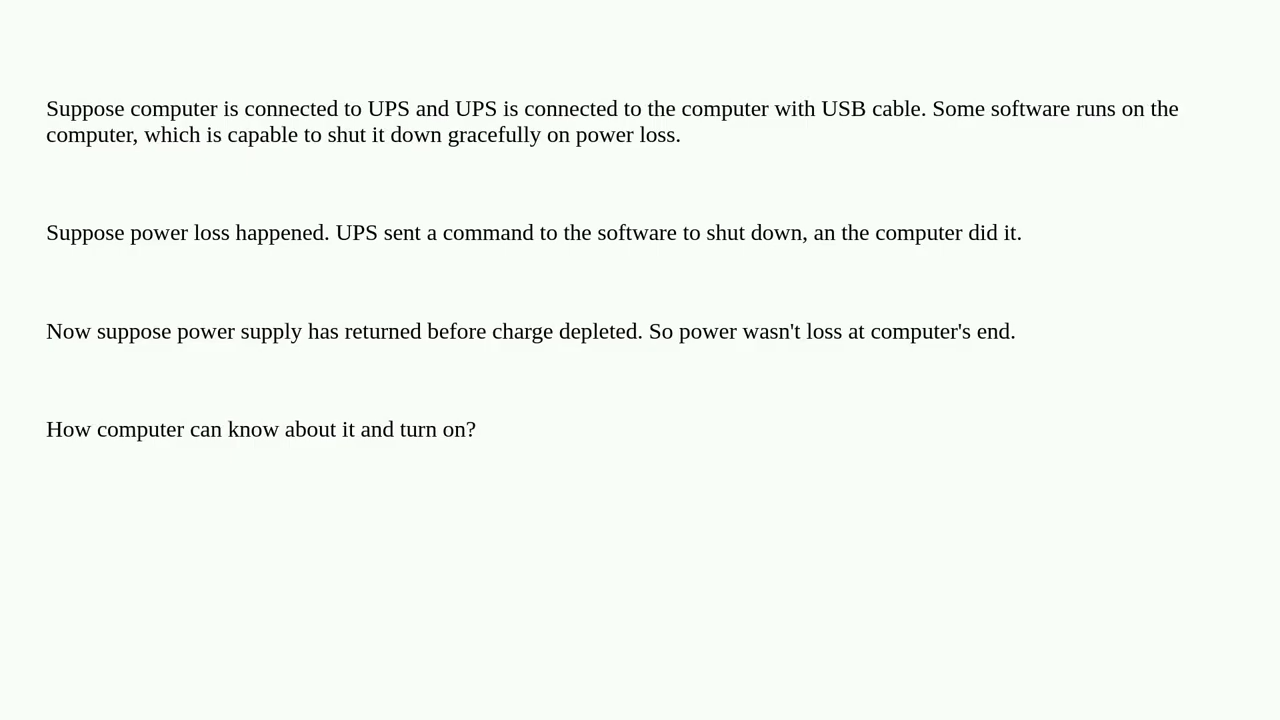 Suppose computer is connected to UPS and UPS is connected to the computer with USB cable. Some software runs on the
computer, which is capable to shut it down gracefully on power loss.
Suppose power loss happened. UPS sent a command to the software to shut down, an the computer did it.
Now suppose power supply has returned before charge depleted. So power wasn't loss at computer's end.
How computer can know about it and turn on?